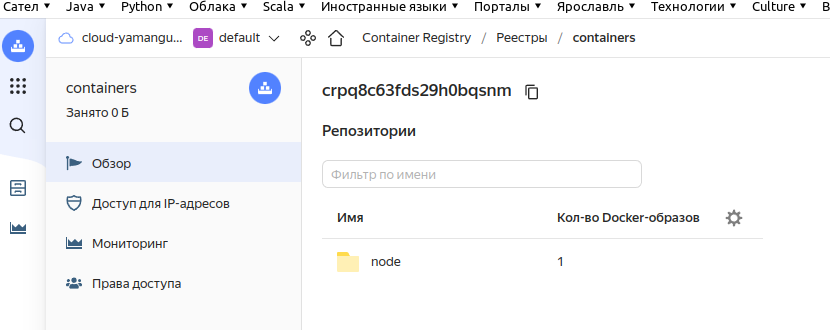 Сател ▾ Java ▾ Python ▾ Облака ▾ Scala ▾ Иностранные языки ▾ Порталы ▾ Ярославль ▾ Технологии ▾ Culture ▾ В
cloud-yamangu... DE default Container Registry / Реестры / containers
containers
Занято 0 Б
Обзор
Доступ для IP-адресов
Мониторинг
Права доступа
crpq8c63fds29h0bqsnm
Репозитории
Фильтр по имени
Имя Кол-во Docker-образов
node 1